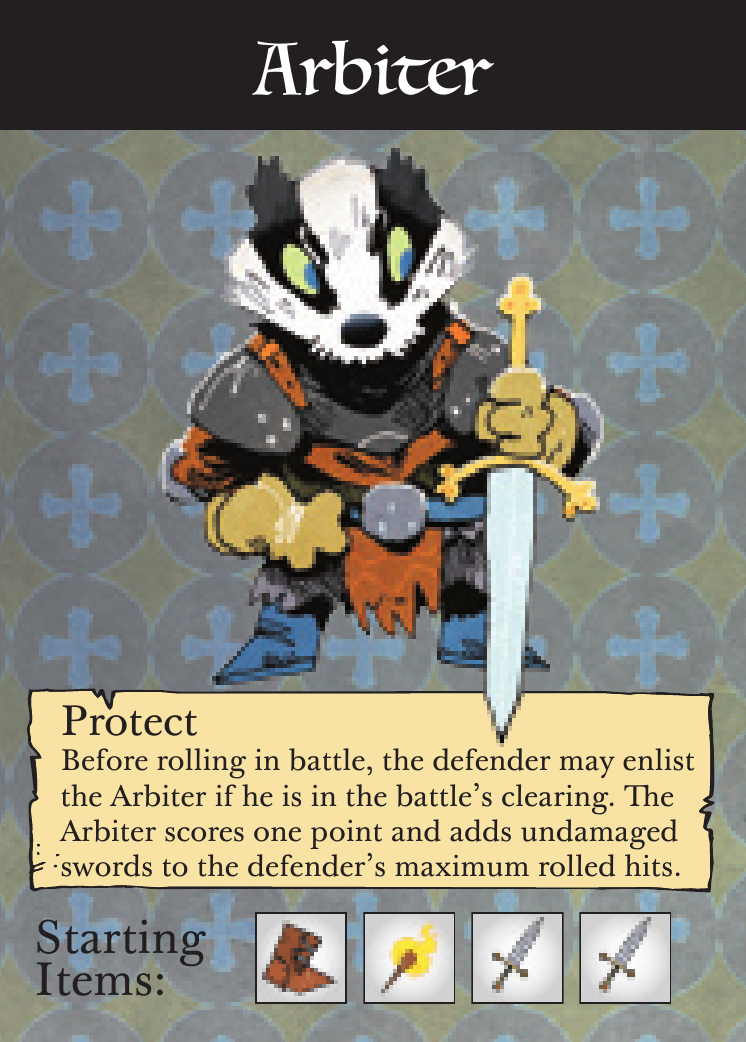 Arbiter
Protect
Before rolling in battle, the defender may enlist
the Arbiter if he is in the battle's clearing. The
Arbiter scores one point and adds undamaged
swords to the defender's maximum rolled hits.
Starting
Items: